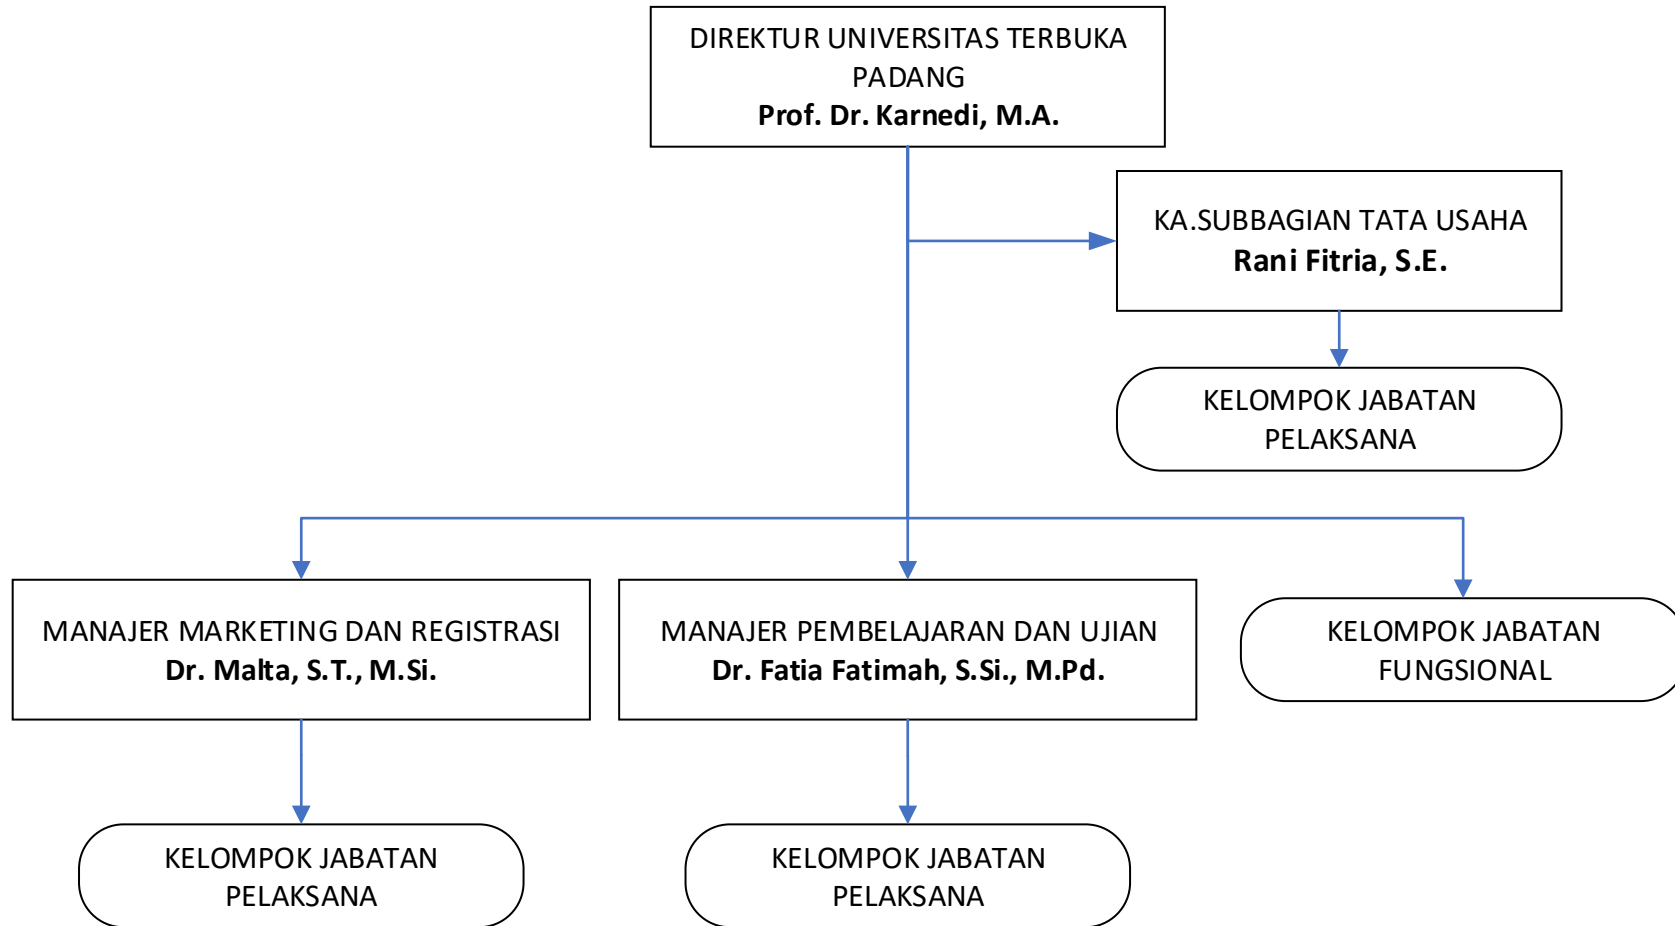 DIREKTUR UNIVERSITAS TERBUKA
PADANG
Prof. Dr. Karnedi, M.A.
KA.SUBBAGIAN TATA USAHA
Rani Fitria, S.E.
KELOMPOK JABATAN
PELAKSANA
MANAJER MARKETING DAN REGISTRASI
Dr. Malta, S.T., M.Si.
MANAJER PEMBELAJARAN DAN UJIAN
Dr. Fatia Fatimah, S.Si., M.Pd.
KELOMPOK JABATAN
FUNGSIONAL
KELOMPOK JABATAN
PELAKSANA
KELOMPOK JABATAN
PELAKSANA